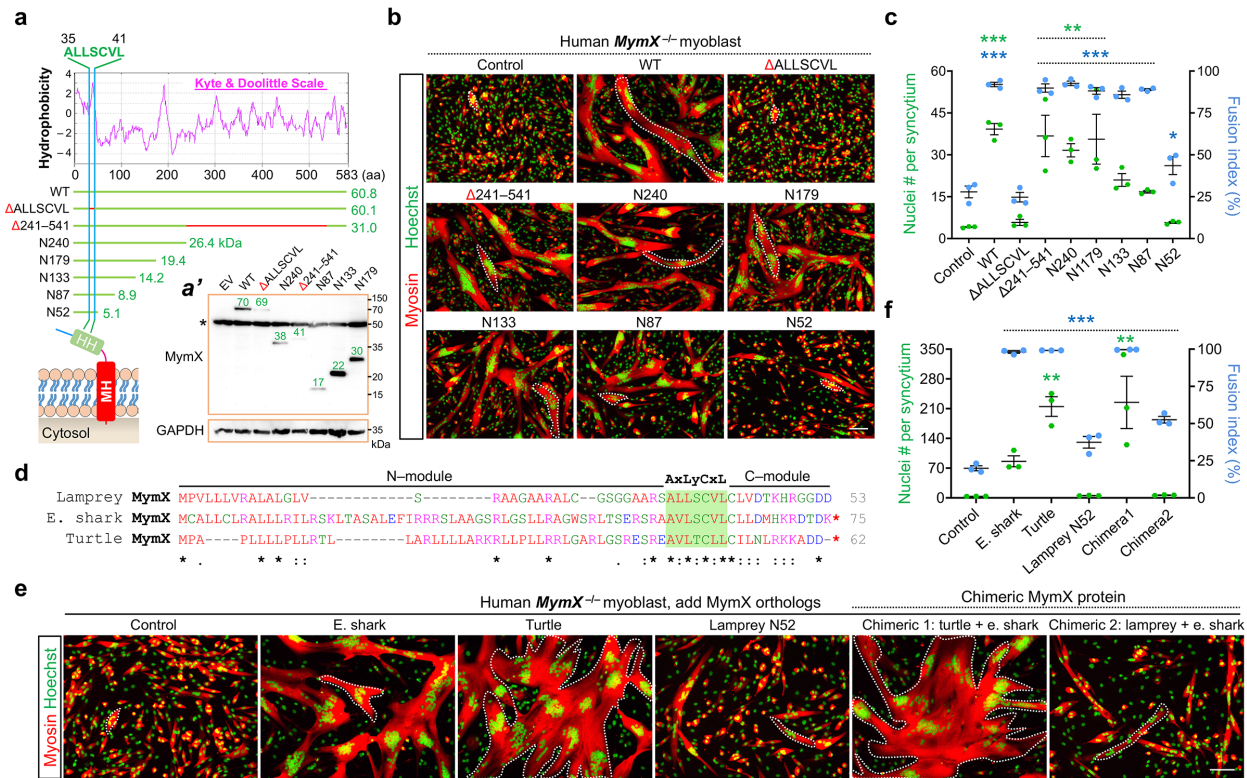 a
35 41
ALLSCVL
Kyte & Doolittle Scale
Hydrophobicity
4
2
0
−2
−4
0 100 200 300 400 500 583 (aa)
WT 60.8
ΔALLSCVL 60.1
Δ241–541 31.0
N240 26.4 kDa
N179 19.4
N133 14.2
N87 8.9
N52 5.1
HH
MH
Cytosol
a′
EV WT ΔALLSCVL N240 Δ241–541 N87 N133 N179
70 69 38 41 17 22 30
150
70
50
35
20
15
*
MymX
GAPDH
35
kDa
b
Human MymX −/− myoblast
Control WT ΔALLSCVL
Δ241–541 N240 N179
N133 N87 N52
Myosin Hoechst
c
*** **
*** *** *
Nuclei # per syncytium
60
45
30
15
0
Fusion index (%)
100
75
50
25
0
Control WT ΔALLSCVL Δ241–541 N240 N1179 N133 N87 N52
d
N–module AxLyCxL C–module
Lamprey MymX MPVLLLVRALALGLV------------S-------RAAGAARALC-GSGGAARSALLSCVLCLVDTKHRGGDD 53
E. shark MymX MCALLCLRALLLRILRSKLTASALEFIRRRSLAAGSRLGSLLRAGWSRLTSERSRAAVLSCVLCLLDMHKRDTDK* 75
Turtle MymX MPA---PLLLLPLLRTL---------LARLLLLARKRLLPLLRRLGARLGSRESREAVLTCLLCILNLRKKADD-* 62
* . * * :: * * . :* *:*:*:* *: : : *
e
Human MymX −/− myoblast, add MymX orthologs Chimeric MymX protein
Control E. shark Turtle Lamprey N52 Chimeric 1: turtle + e. shark Chimeric 2: lamprey + e. shark
Myosin Hoechst
f
***
** **
Nuclei # per syncytium
350
280
210
140
70
0
Fusion index (%)
100
75
50
25
0
Control E. shark Turtle Lamprey N52 Chimera1 Chimera2